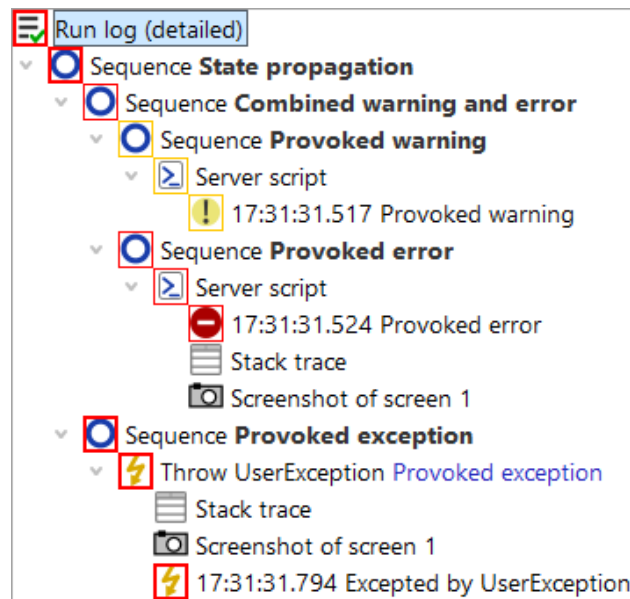 Run log (detailed)
Sequence State propagation
Sequence Combined warning and error
Sequence Provoked warning
Server script
17:31:31.517 Provoked warning
Sequence Provoked error
Server script
17:31:31.524 Provoked error
Stack trace
Screenshot of screen 1
Sequence Provoked exception
Throw UserException Provoked exception
Stack trace
Screenshot of screen 1
17:31:31.794 Excepted by UserException